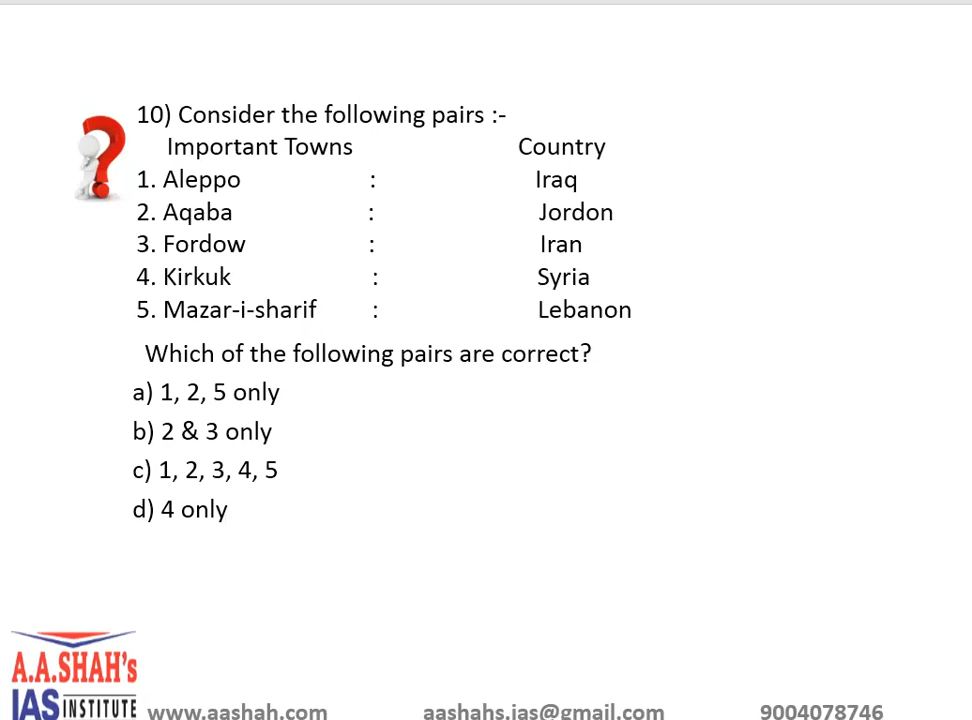 10) Consider the following pairs :-
Important Towns Country
1. Aleppo : Iraq
2. Aqaba : Jordon
3. Fordow : Iran
4. Kirkuk : Syria
5. Mazar-i-sharif : Lebanon
Which of the following pairs are correct?
a) 1, 2, 5 only
b) 2 & 3 only
c) 1, 2, 3, 4, 5
d) 4 only
A.A.SHAH's
IAS INSTITUTE www.aashah.com aashahs.ias@gmail.com 9004078746